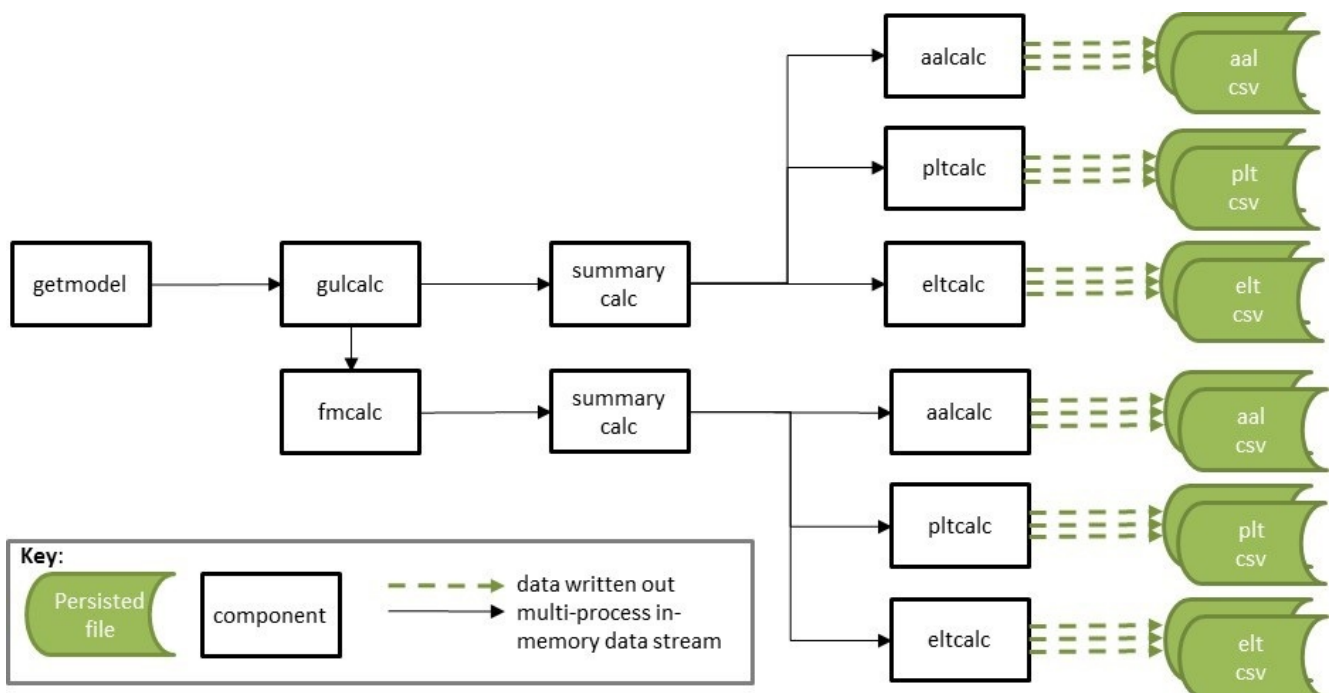 aalcalc
aal
csv
pltcalc
plt
csv
getmodel
gulcalc
summary
calc
eltcalc
elt
csv
fmcalc
summary
calc
aalcalc
aal
csv
pltcalc
plt
csv
eltcalc
elt
csv
Key:
Persisted
file
component
data written out
multi-process in-
memory data stream